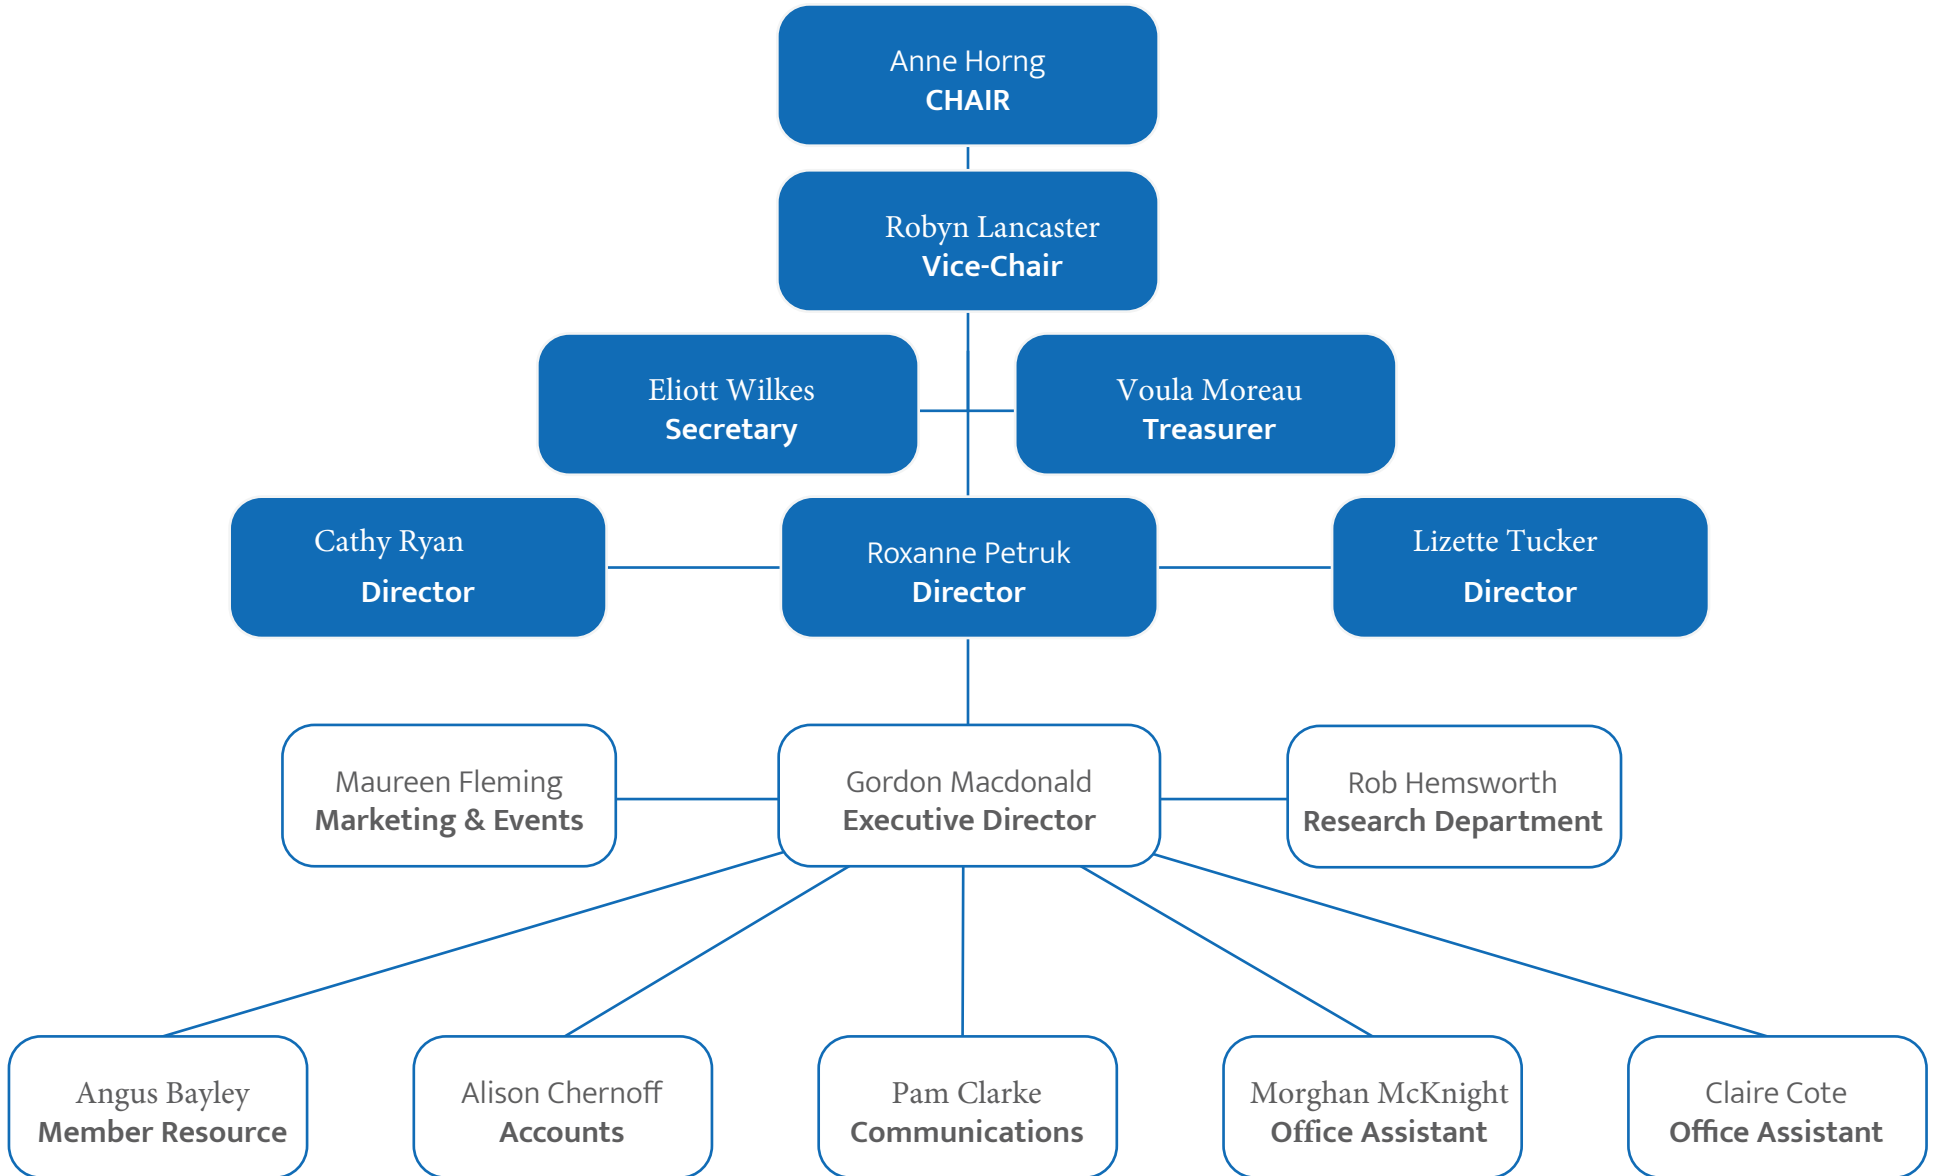 Anne Horng
CHAIR
Robyn Lancaster
Vice-Chair
Eliott Wilkes
Secretary
Voula Moreau
Treasurer
Cathy Ryan
Director
Roxanne Petruk
Director
Lizette Tucker
Director
Maureen Fleming
Marketing & Events
Gordon Macdonald
Executive Director
Rob Hemsworth
Research Department
Angus Bayley
Member Resource
Alison Chernoff
Accounts
Pam Clarke
Communications
Morghan McKnight
Office Assistant
Claire Cote
Office Assistant